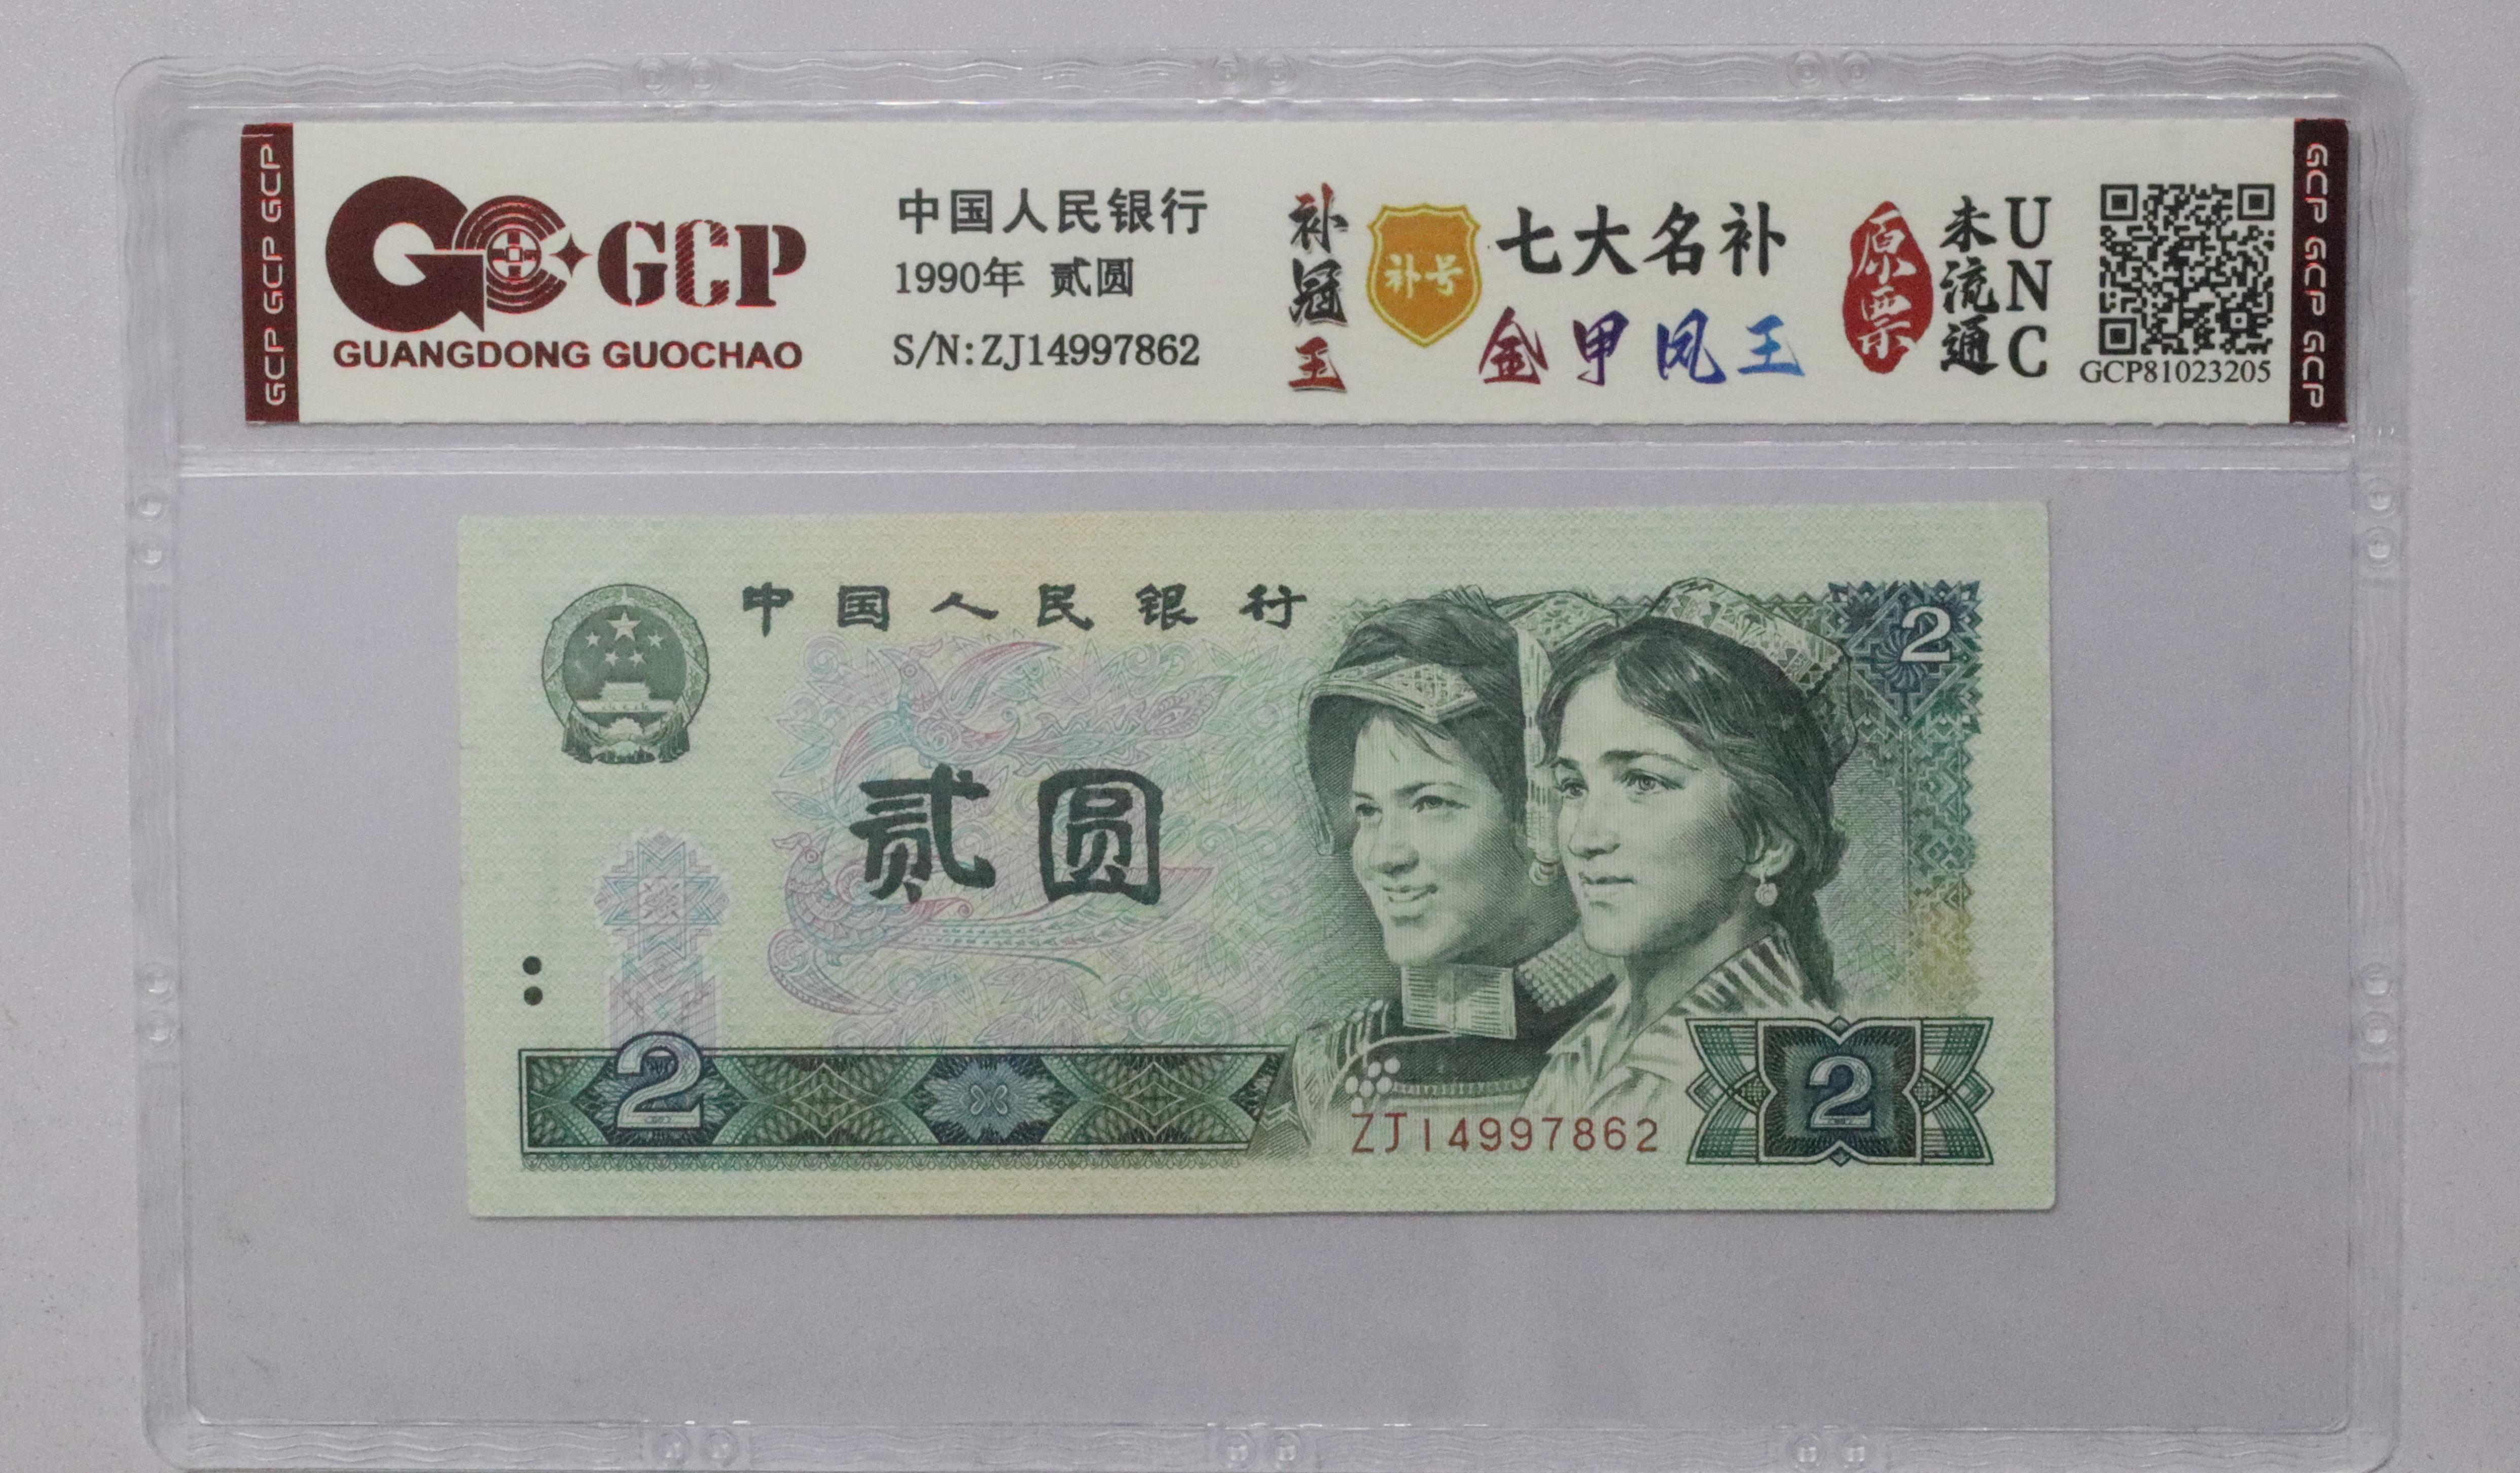 GCP GCP GCP
GCP
GUANGDONG GUOCHAO
中国人民银行
1990年 贰圆
S/N:ZJ14997862
补冠王
补号
七大名补
金甲凤王
原票
未流通
UNC
GCP81023205
GCP GCP GCP
中国人民银行
2
贰圆
2
ZJ14997862
2